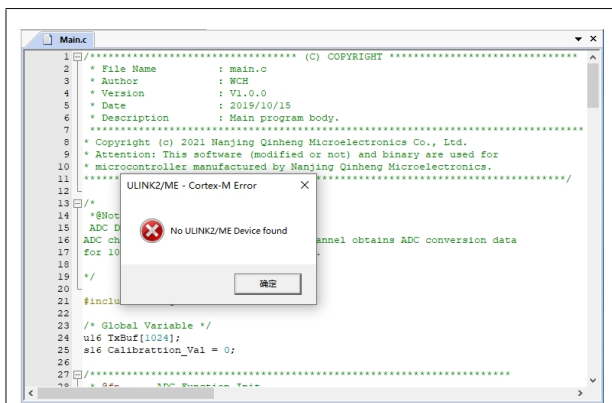 Main.c
1 /********************************** (C) COPYRIGHT *******************************
2 * File Name : main.c
3 * Author : WCH
4 * Version : V1.0.0
5 * Date : 2019/10/15
6 * Description : Main program body.
7 *********************************************************************************
8 * Copyright (c) 2021 Nanjing Qinheng Microelectronics Co., Ltd.
9 * Attention: This software (modified or not) and binary are used for
10 * microcontroller manufactured by Nanjing Qinheng Microelectronics.
11 *******************************************************************************/
12
ULINK2/ME - Cortex-M Error
13 /*
14 *@Not
15 ADC D
No ULINK2/ME Device found
16 ADC ch annel obtains ADC conversion data
17 for 10 .
18
19 */
确定
20
21 #inclu
22
23 /* Global Variable */
24 u16 TxBuf[1024];
25 s16 Calibrattion_Val = 0;
26
27 /*********************************************************************
28 * @fn ADC_Function_Init